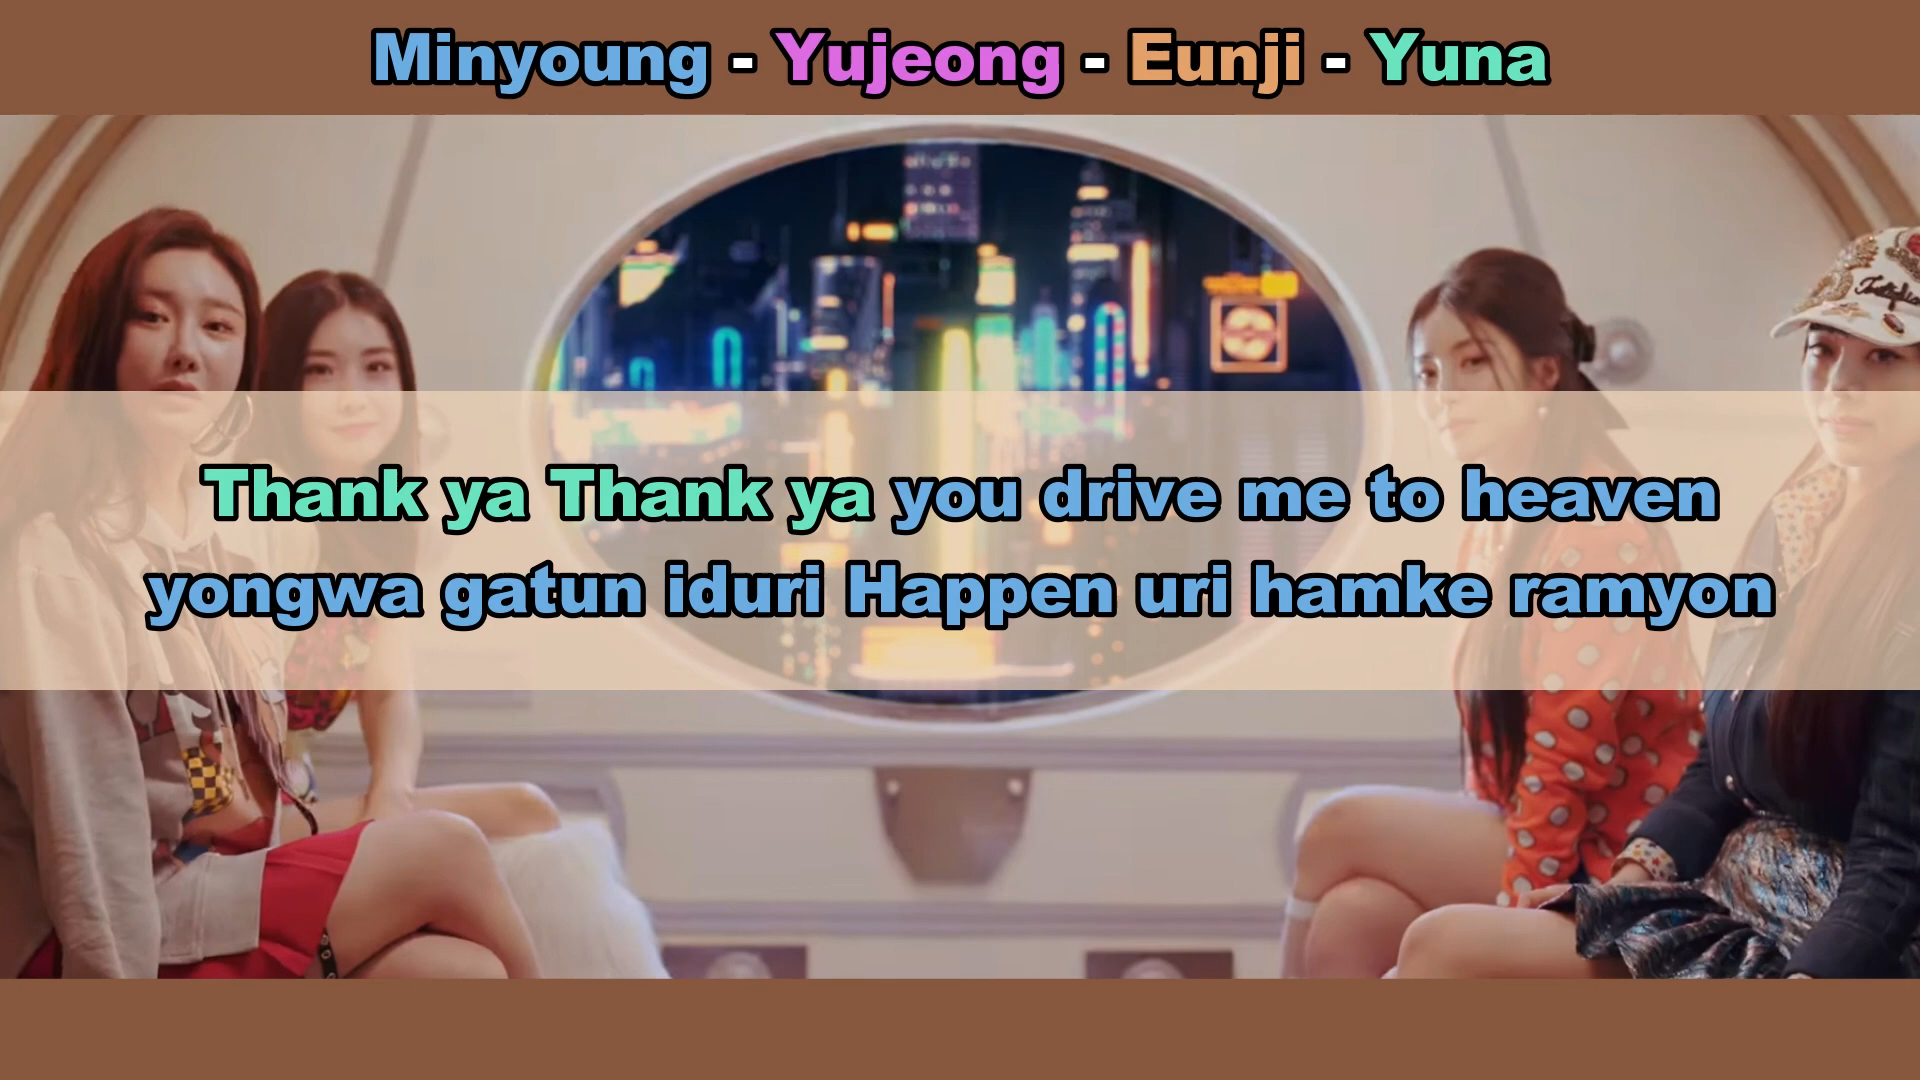 Minyoung - Yujeong - Eunji - Yuna
Thank ya Thank ya you drive me to heaven
yongwa gatun iduri Happen uri hamke ramyon